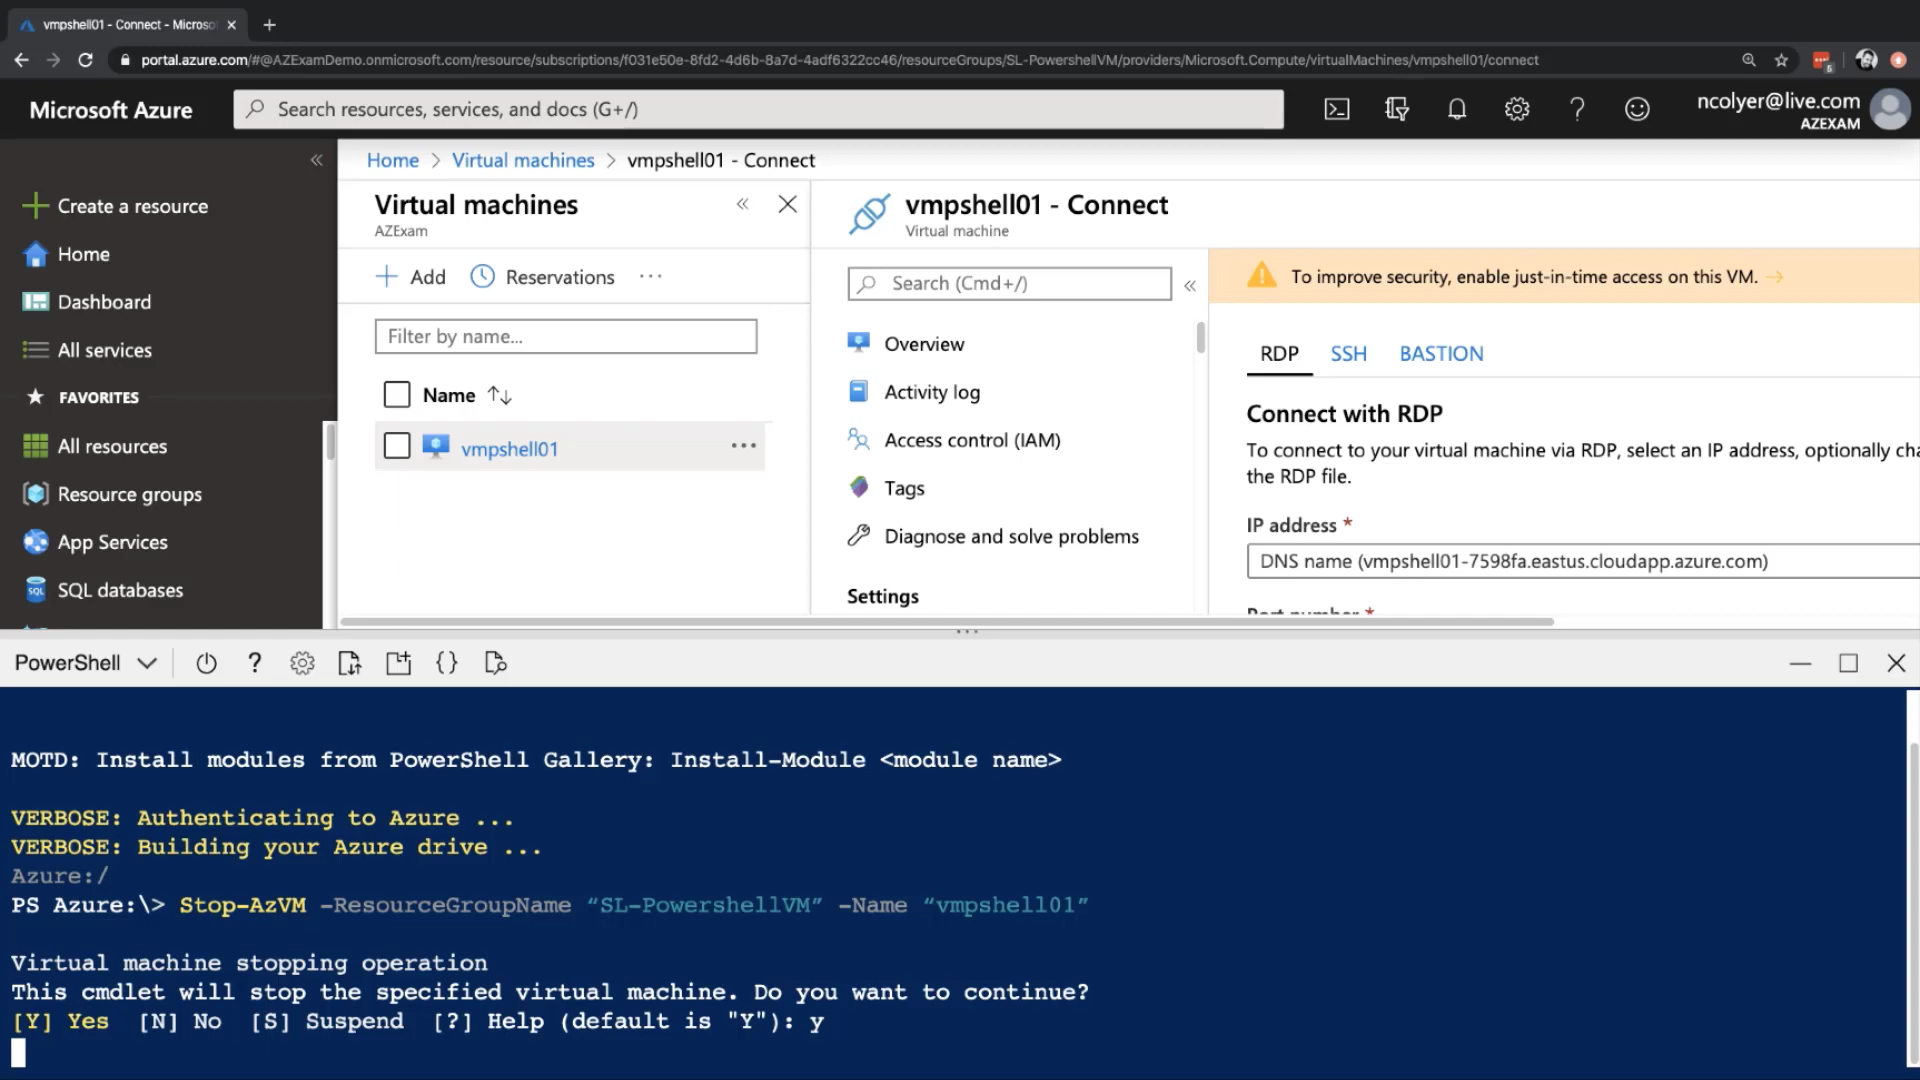 vmpshell01 - Connect - Microso
portal.azure.com/#@AZExamDemo.onmicrosoft.com/resource/subscriptions/f031e50e-8fd2-4d6b-8a7d-4adf6322cc46/resourceGroups/SL-PowershellVM/providers/Microsoft.Compute/virtualMachines/vmpshell01/connect
Microsoft Azure
Search resources, services, and docs (G+/)
ncolyer@live.com
AZEXAM
Create a resource
Home
Dashboard
All services
FAVORITES
All resources
Resource groups
App Services
SQL databases
Home > Virtual machines > vmpshell01 - Connect
Virtual machines
AZExam
Add
Reservations
Filter by name...
Name
vmpshell01
vmpshell01 - Connect
Virtual machine
Search (Cmd+/)
Overview
Activity log
Access control (IAM)
Tags
Diagnose and solve problems
Settings
To improve security, enable just-in-time access on this VM. →
RDP SSH BASTION
Connect with RDP
To connect to your virtual machine via RDP, select an IP address, optionally cha
the RDP file.
IP address *
DNS name (vmpshell01-7598fa.eastus.cloudapp.azure.com)
Port number *
PowerShell
MOTD: Install modules from PowerShell Gallery: Install-Module <module name>
VERBOSE: Authenticating to Azure ...
VERBOSE: Building your Azure drive ...
Azure:/
PS Azure:\> Stop-AzVM -ResourceGroupName “SL-PowershellVM” -Name “vmpshell01”
Virtual machine stopping operation
This cmdlet will stop the specified virtual machine. Do you want to continue?
[Y] Yes [N] No [S] Suspend [?] Help (default is "Y"): y